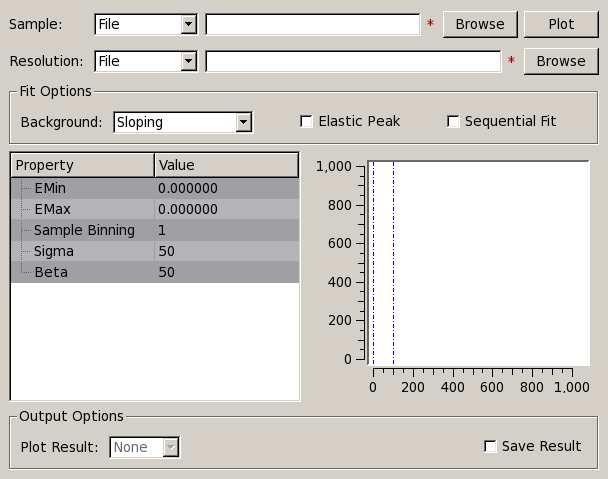 Sample: File * Browse Plot
Resolution: File * Browse
Fit Options
Background: Sloping Elastic Peak Sequential Fit
Property Value
EMin 0.000000
EMax 0.000000
Sample Binning 1
Sigma 50
Beta 50
1,000
800
600
400
200
0
0 200 400 600 800 1,000
Output Options
Plot Result: None Save Result